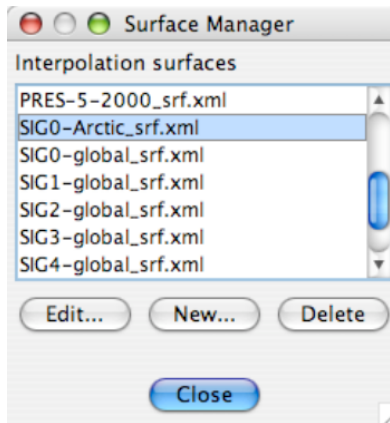 Surface Manager
Interpolation surfaces
PRES-5-2000_srf.xml
SIG0-Arctic_srf.xml
SIG0-global_srf.xml
SIG1-global_srf.xml
SIG2-global_srf.xml
SIG3-global_srf.xml
SIG4-global_srf.xml
Edit... New... Delete
Close